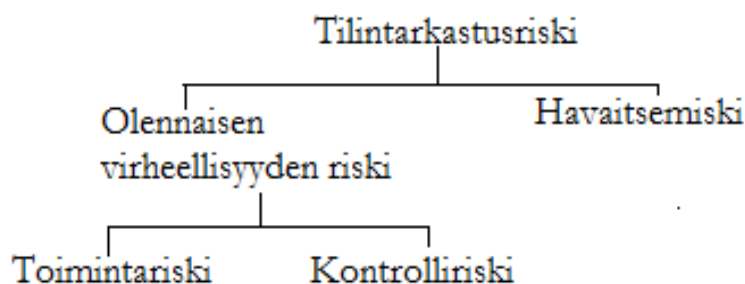 Tilintarkastusriski
Olennaisen
virheellisyyden riski
Havaitsemiski
Toimintariski
Kontrolliriski